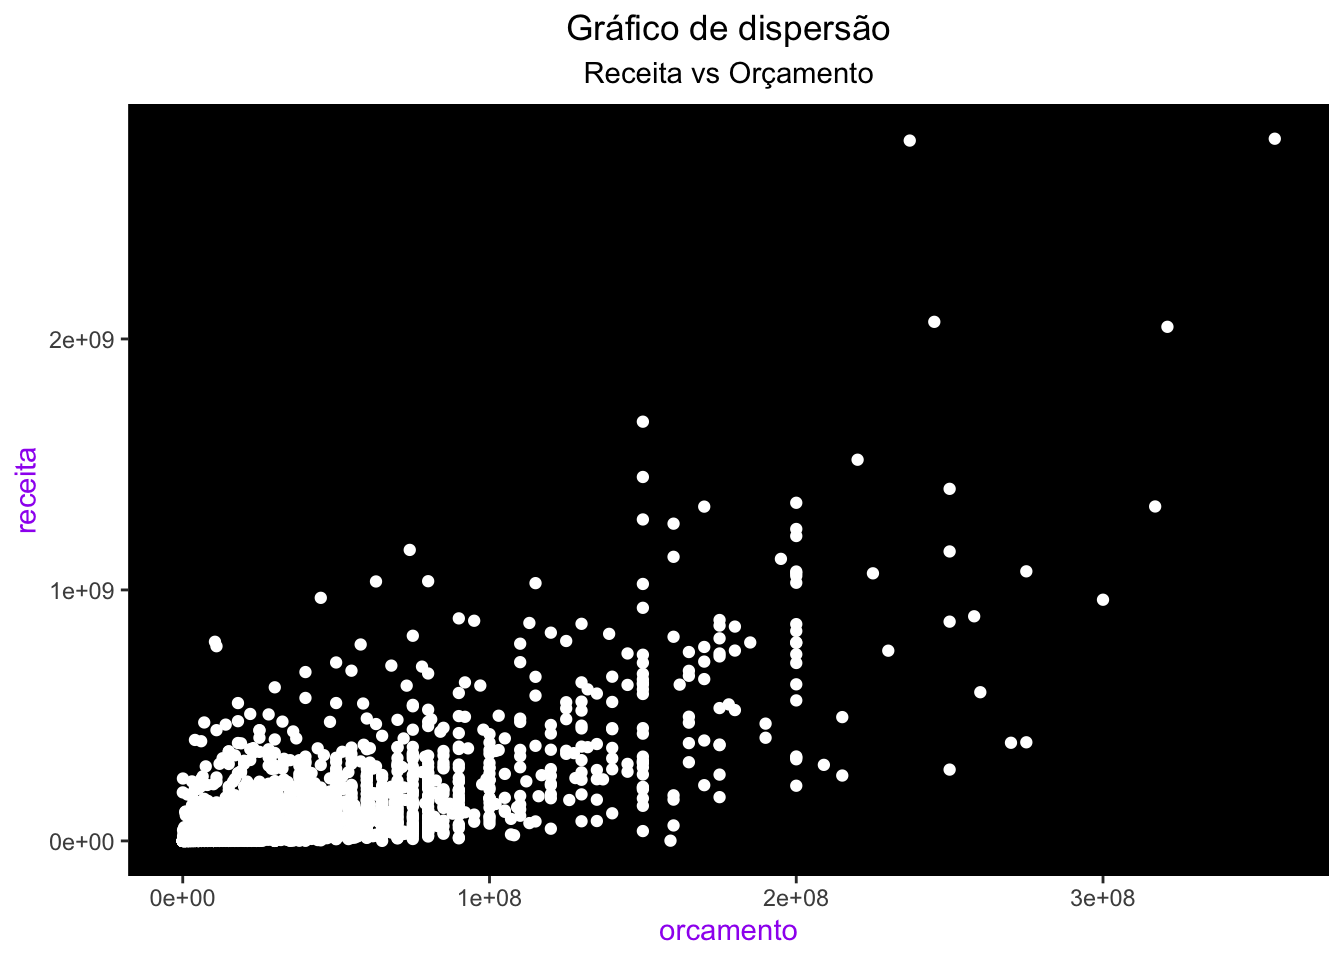 Gráfico de dispersão
Receita vs Orçamento
receita
2e+09
1e+09
0e+00
0e+00 1e+08 2e+08 3e+08
orcamento